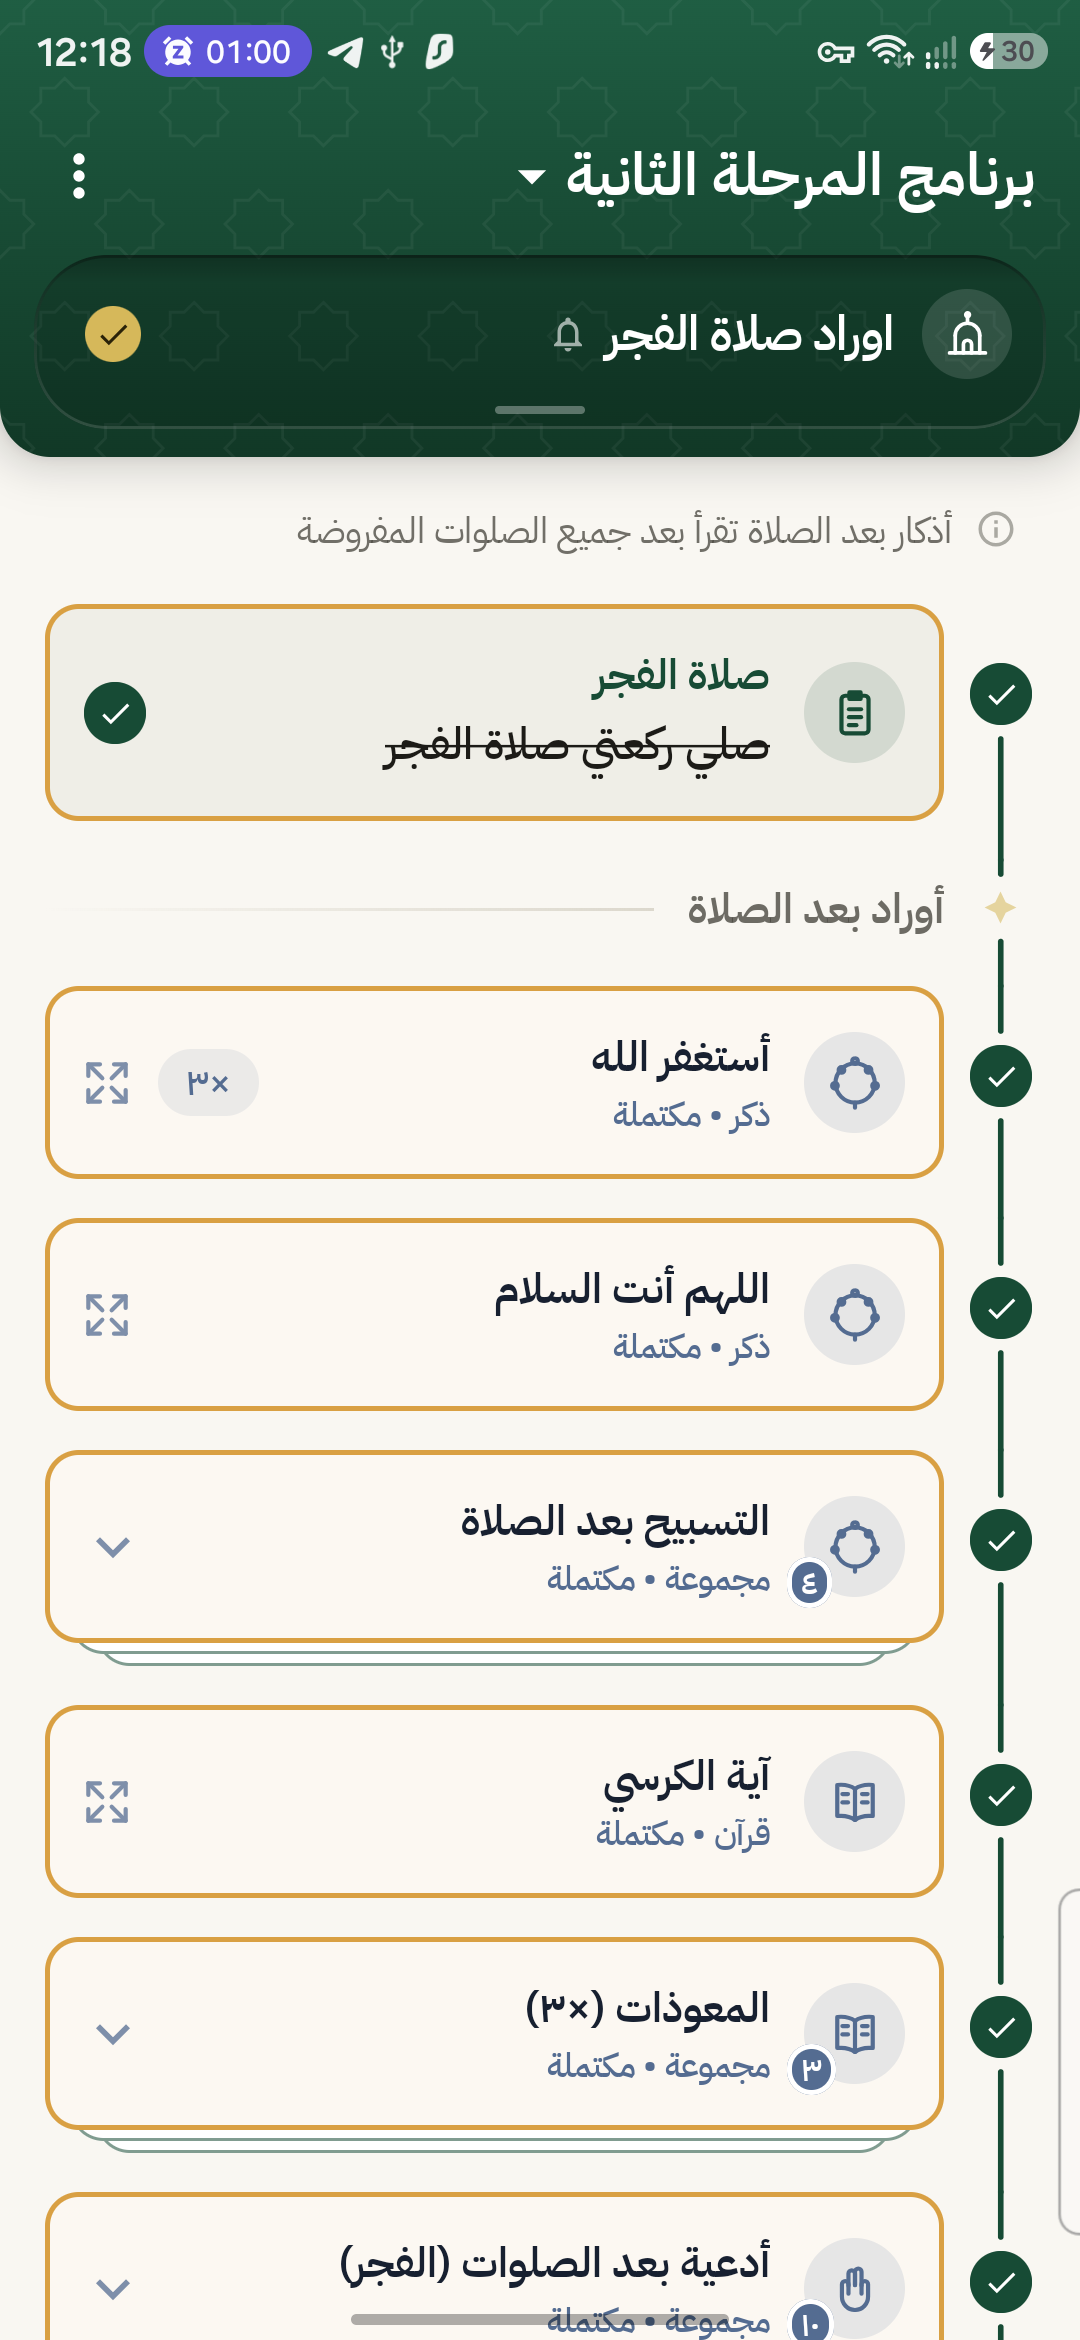 12:18 01:00 30
برنامج المرحلة الثانية
اوراد صلاة الفجر
أذكار بعد الصلاة تقرأ بعد جميع الصلوات المفروضة
صلاة الفجر
صلي ركعتي صلاة الفجر
أوراد بعد الصلاة
أستغفر الله
×٣
ذكر • مكتملة
اللهم أنت السلام
ذكر • مكتملة
التسبيح بعد الصلاة
٤
مجموعة • مكتملة
آية الكرسي
قرآن • مكتملة
المعوذات (×٣)
٣
مجموعة • مكتملة
أدعية بعد الصلوات (الفجر)
١٠
مجموعة • مكتملة